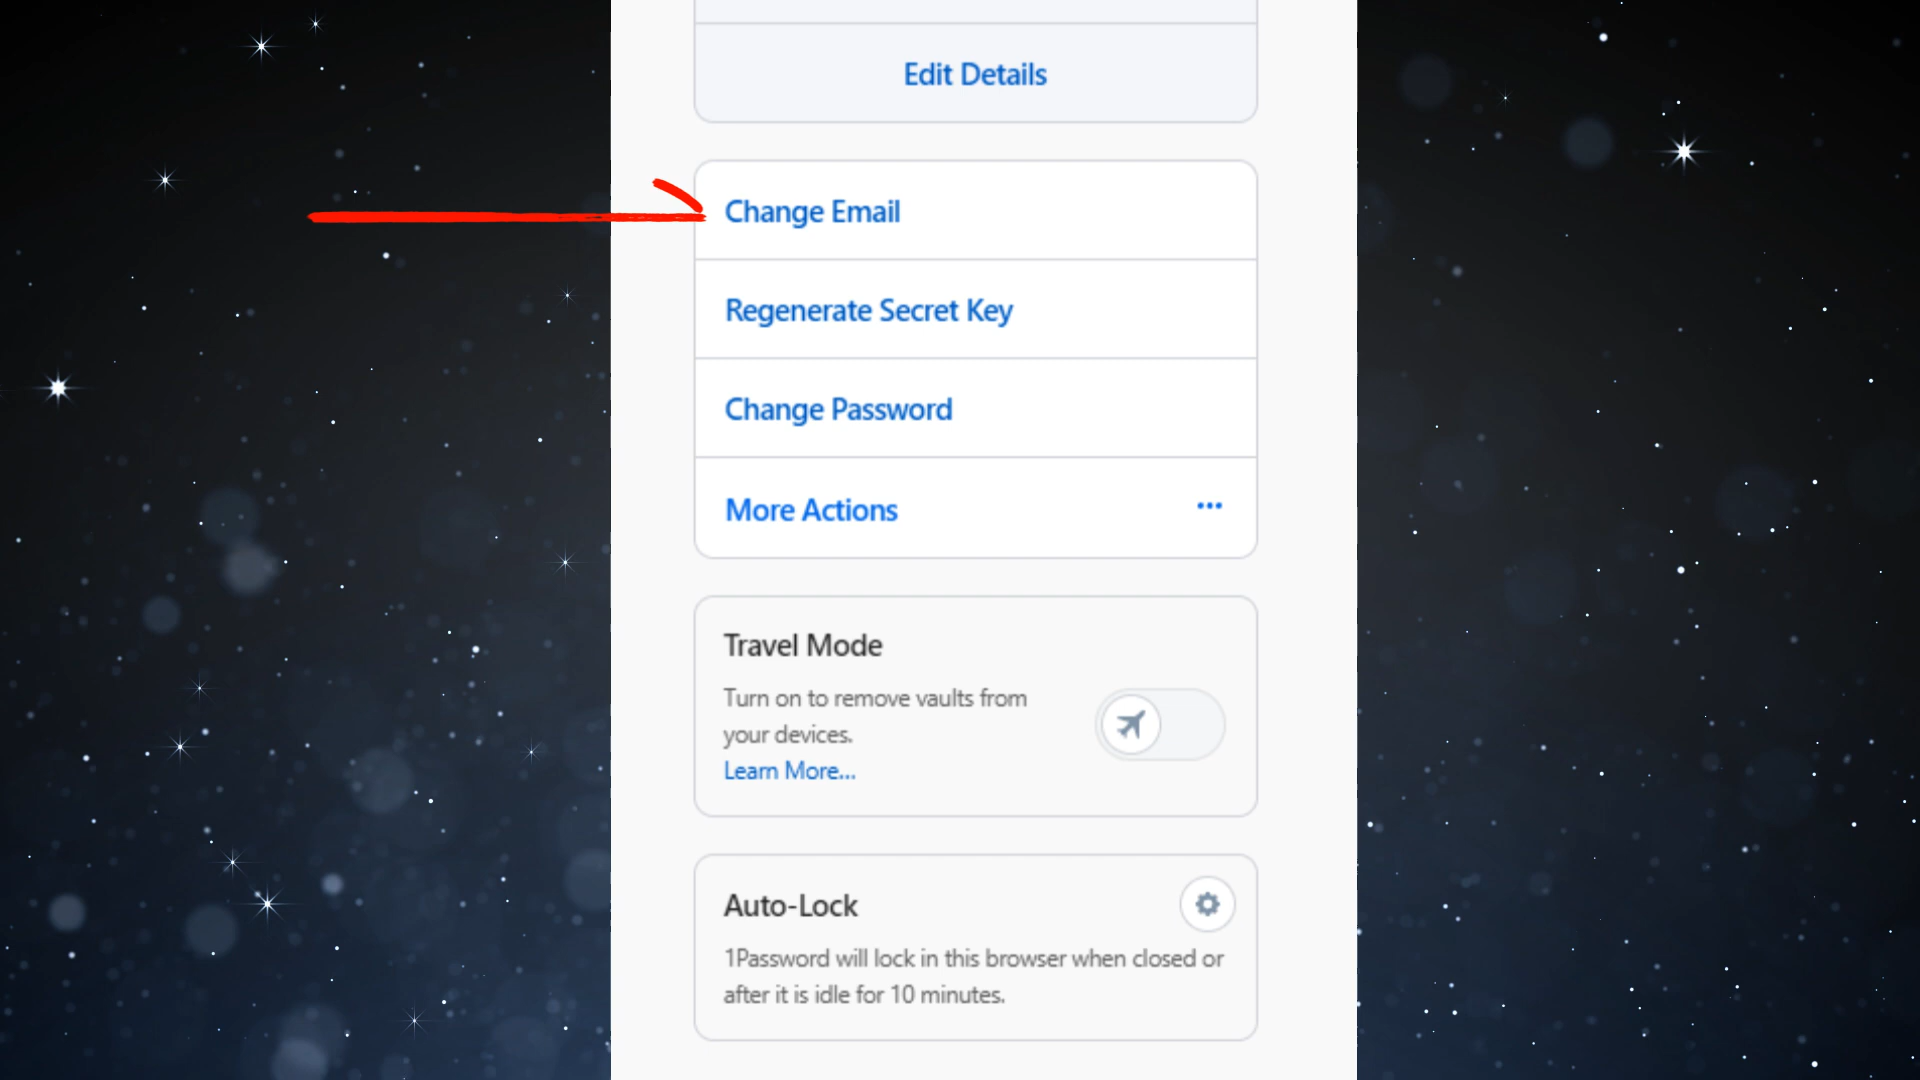 Edit Details
Change Email
Regenerate Secret Key
Change Password
More Actions
Travel Mode
Turn on to remove vaults from
your devices.
Learn More...
Auto-Lock
1Password will lock in this browser when closed or
after it is idle for 10 minutes.